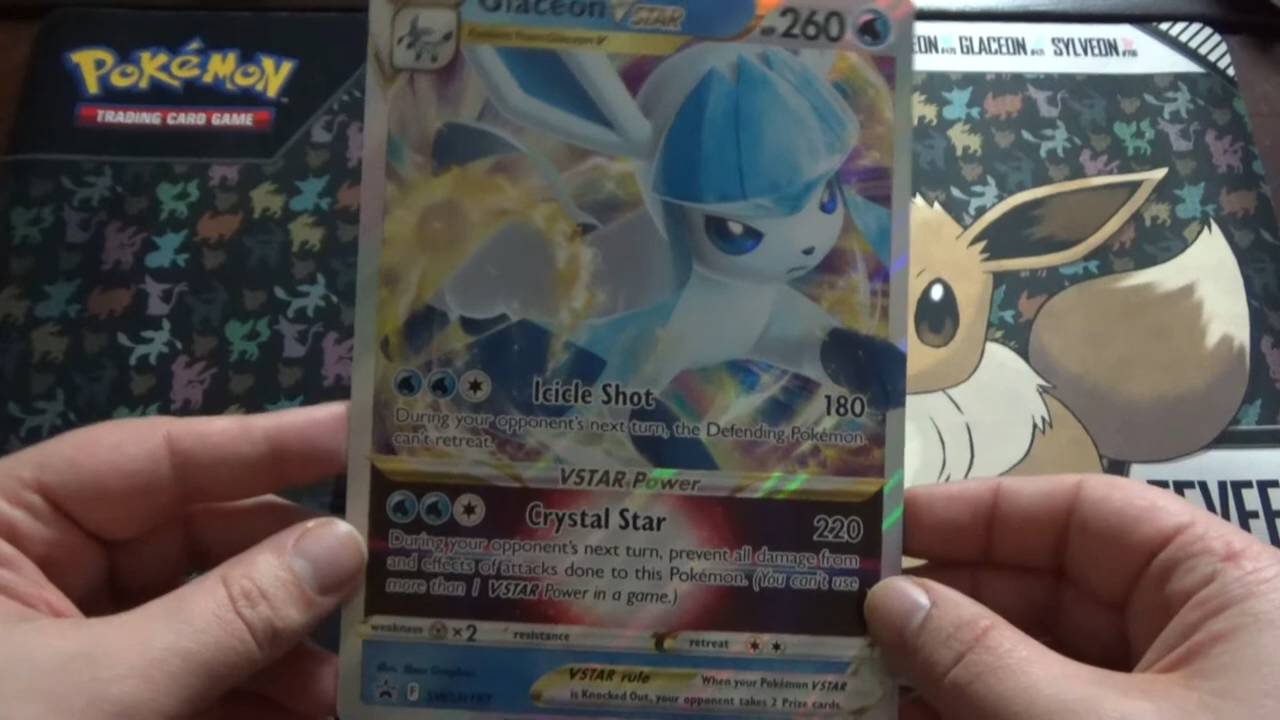 Pokémon
TRADING CARD GAME
Glaceon VSTAR
260
GLACEON SYLVEON
Icicle Shot 180
During your opponent's next turn, the Defending Pokémon
can't retreat.
VSTAR Power
Crystal Star 220
During your opponent's next turn, prevent all damage from
and effects of attacks done to this Pokémon. (You can't use
more than 1 VSTAR Power in a game.)
weakness ×2 resistance retreat
VSTAR rule When your Pokémon VSTAR
is Knocked Out, your opponent takes 2 Prize cards.
F